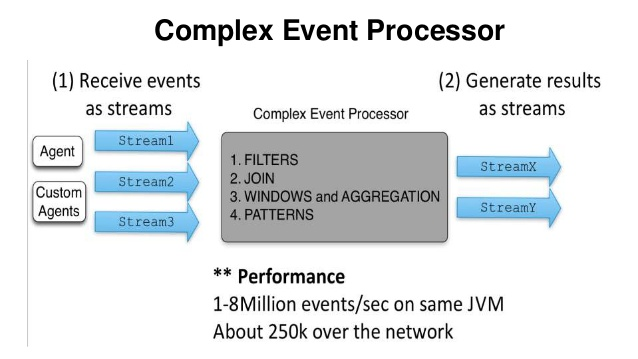 Complex Event Processor
(1) Receive events
as streams
(2) Generate results
as streams
Complex Event Processor
Agent
Custom
Agents
Stream1
Stream2
Stream3
1. FILTERS
2. JOIN
3. WINDOWS and AGGREGATION
4. PATTERNS
StreamX
StreamY
** Performance
1-8Million events/sec on same JVM
About 250k over the network